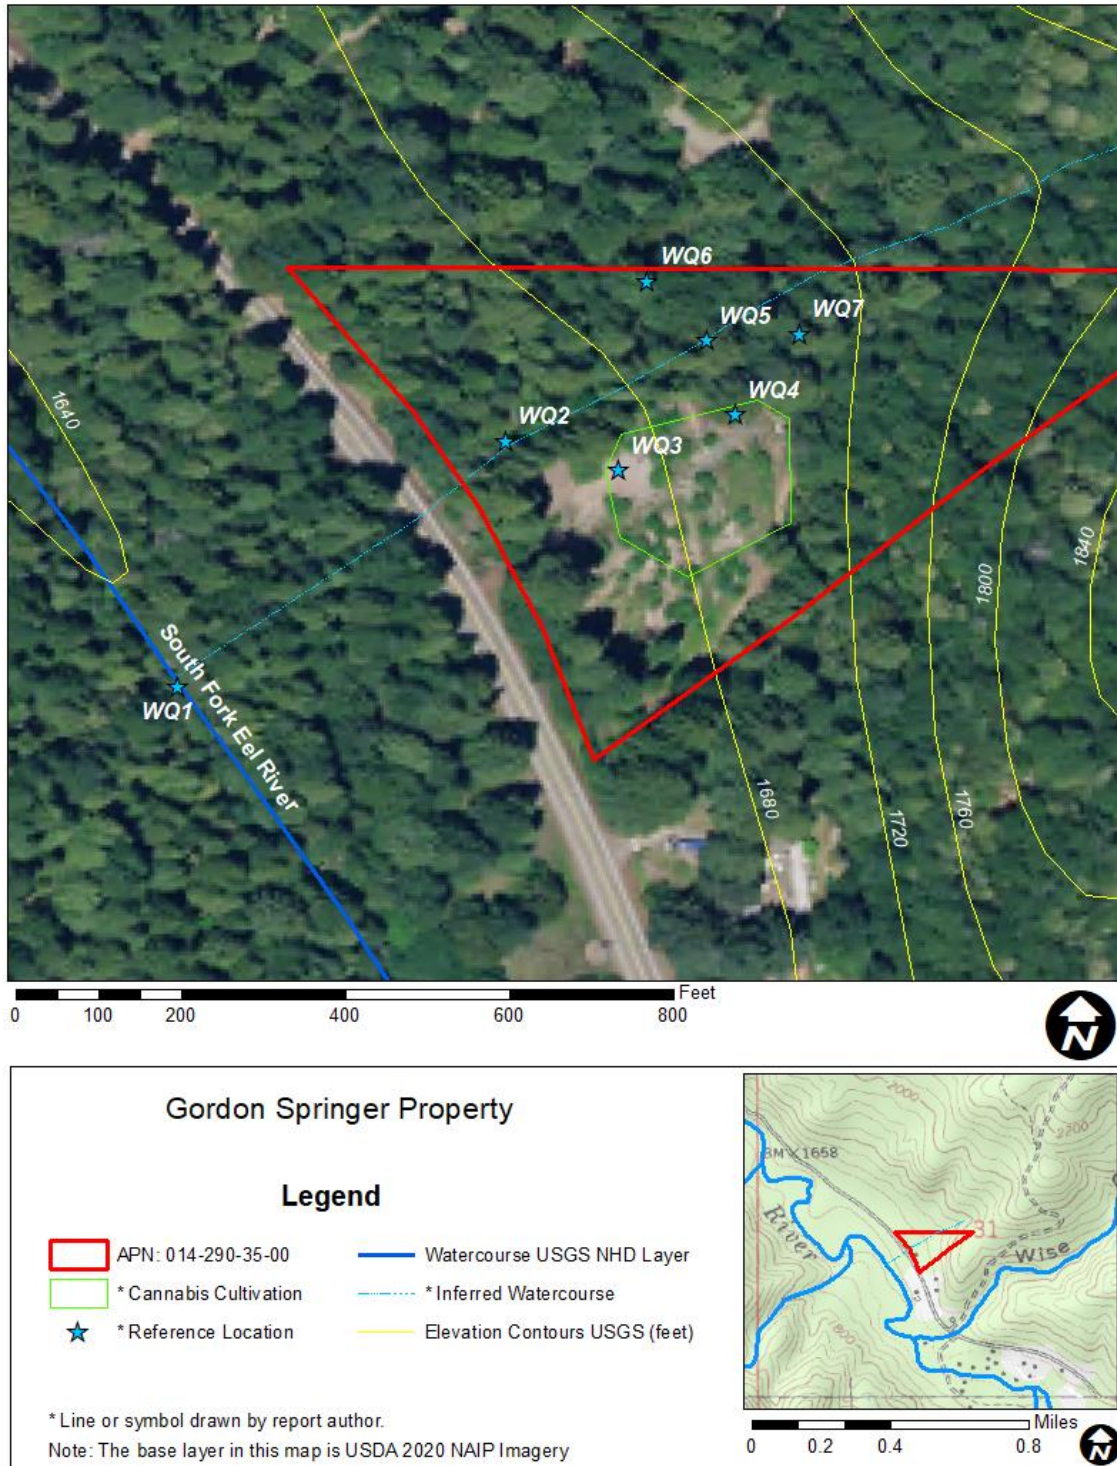 WQ6
WQ5
WQ7
WQ4
WQ2
WQ3
1640
1840
1800
South Fork Eel River
WQ1
1680
1760
1720
Feet
0 100 200 400 600 800
N
Gordon Springer Property
Legend
APN: 014-290-35-00
* Cannabis Cultivation
* Reference Location
Watercourse USGS NHD Layer
* Inferred Watercourse
Elevation Contours USGS (feet)
* Line or symbol drawn by report author.
Note: The base layer in this map is USDA 2020 NAIP Imagery
2000
2200
BM 1658
River
31
Wise
Miles
0 0.2 0.4 0.8
N